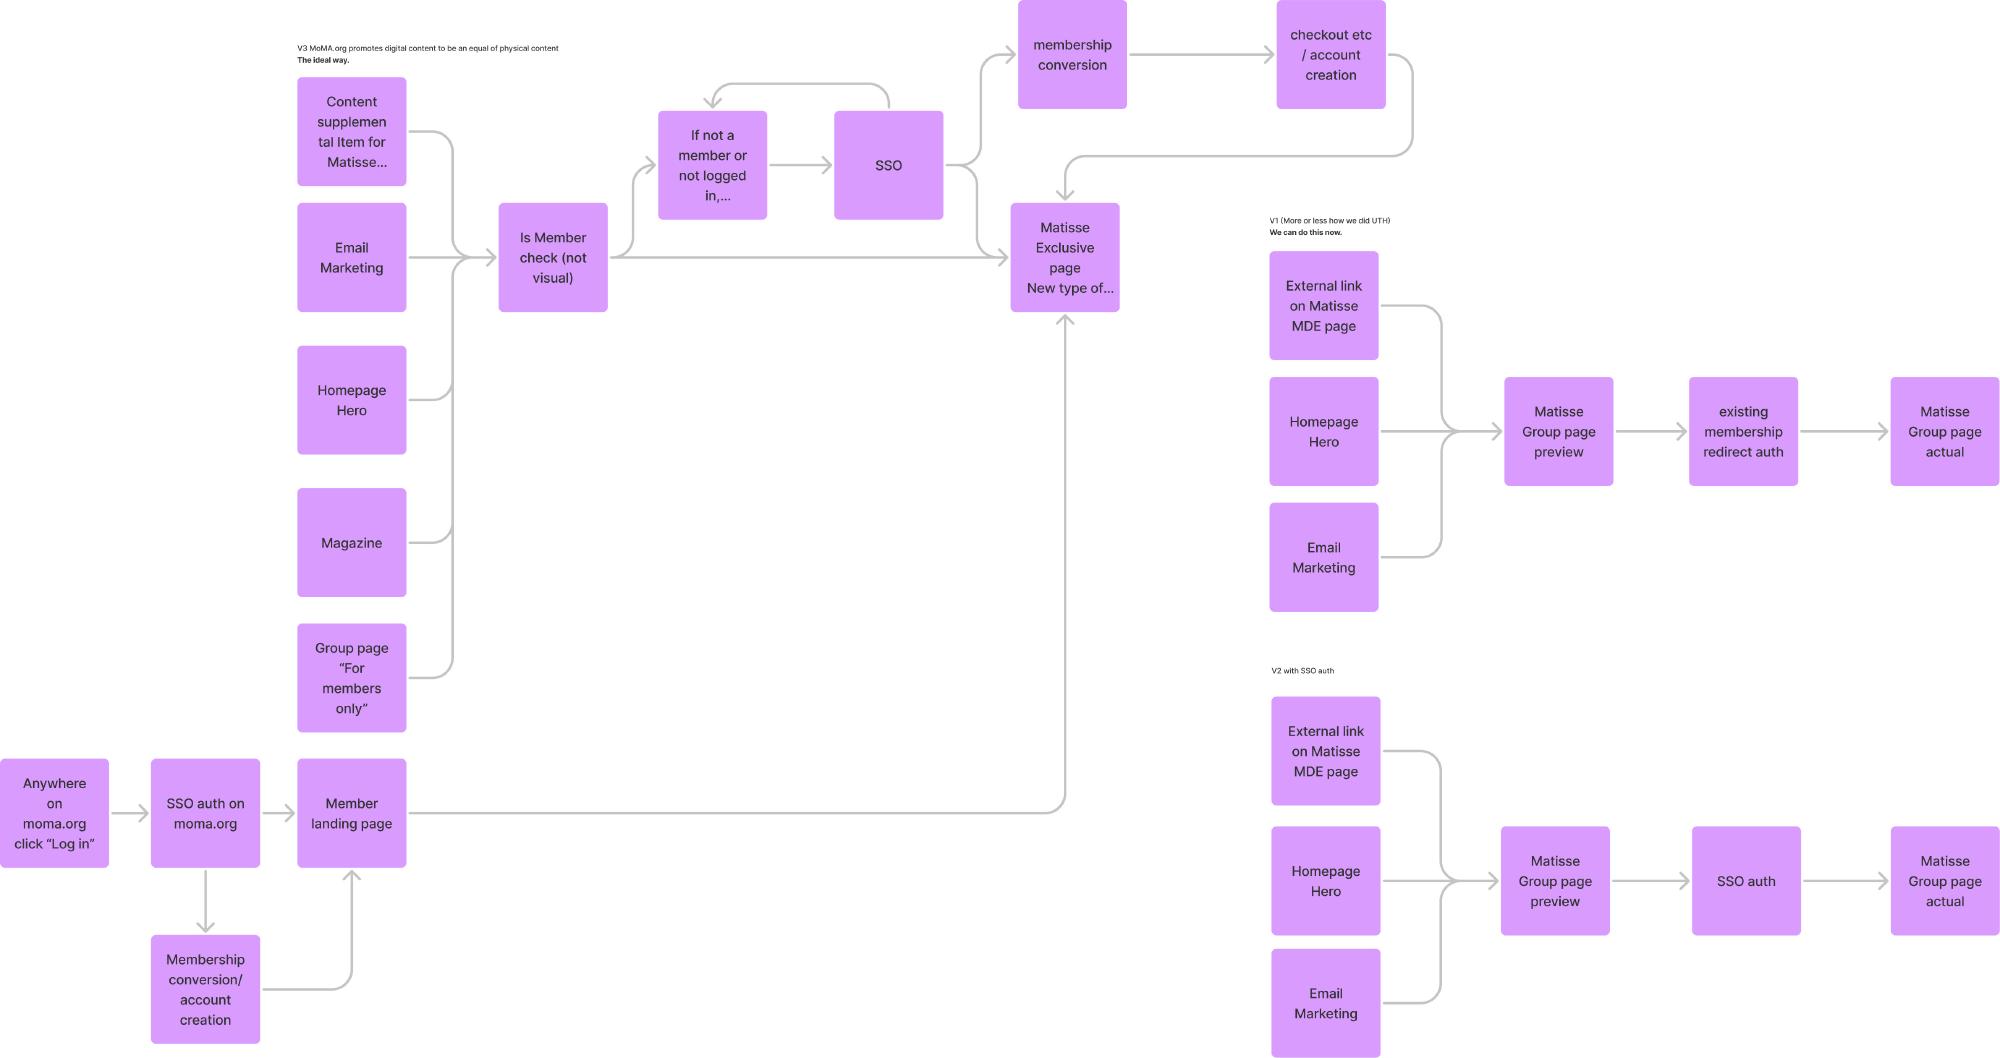 V3 MoMA.org promotes digital content to be an equal of physical content
The ideal way.
Content
supplemen
tal Item for
Matisse...
Email
Marketing
Homepage
Hero
Magazine
Group page
“For
members
only”
Is Member
check (not
visual)
If not a
member or
not logged
in,...
SSO
membership
conversion
checkout etc
/ account
creation
Matisse
Exclusive
page
New type of...
Anywhere
on
moma.org
click “Log in”
SSO auth on
moma.org
Member
landing page
Membership
conversion/
account
creation
V1 (More or less how we did UTH)
We can do this now.
External link
on Matisse
MDE page
Homepage
Hero
Email
Marketing
Matisse
Group page
preview
existing
membership
redirect auth
Matisse
Group page
actual
V2 with SSO auth
External link
on Matisse
MDE page
Homepage
Hero
Email
Marketing
Matisse
Group page
preview
SSO auth
Matisse
Group page
actual